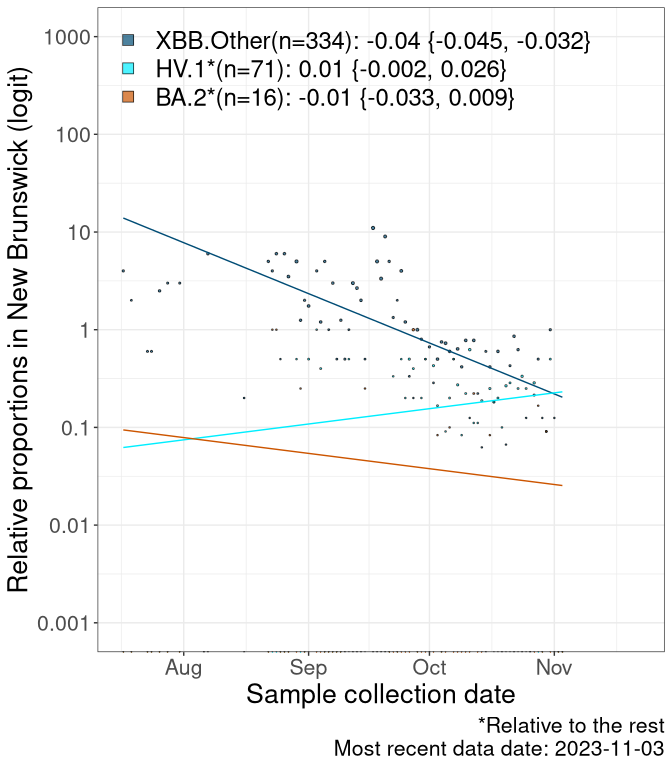 XBB.Other(n=334): -0.04 {-0.045, -0.032}
HV.1*(n=71): 0.01 {-0.002, 0.026}
BA.2*(n=16): -0.01 {-0.033, 0.009}
Relative proportions in New Brunswick (logit)
1000
100
10
1
0.1
0.01
0.001
Aug Sep Oct Nov
Sample collection date
*Relative to the rest
Most recent data date: 2023-11-03